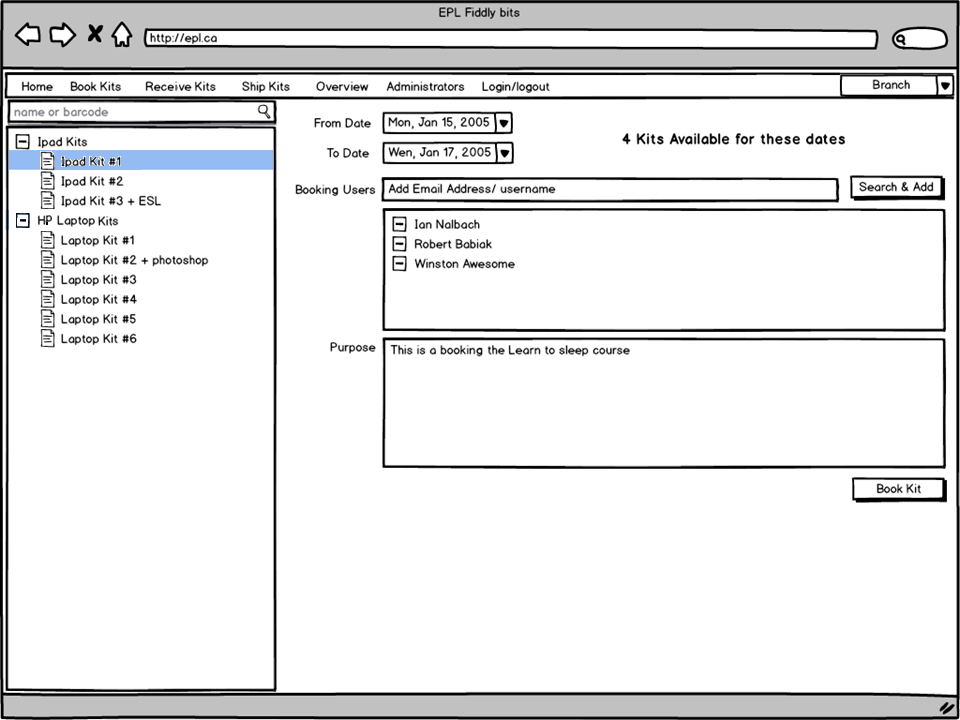 EPL Fiddly bits
http://epl.ca
Home Book Kits Receive Kits Ship Kits Overview Administrators Login/logout Branch
name or barcode
Ipad Kits
Ipad Kit #1
Ipad Kit #2
Ipad Kit #3 + ESL
HP Laptop Kits
Laptop Kit #1
Laptop Kit #2 + photoshop
Laptop Kit #3
Laptop Kit #4
Laptop Kit #5
Laptop Kit #6
From Date Mon, Jan 15, 2005
4 Kits Available for these dates
To Date Wen, Jan 17, 2005
Booking Users Add Email Address/ username Search & Add
Ian Nalbach
Robert Babiak
Winston Awesome
Purpose This is a booking the Learn to sleep course
Book Kit